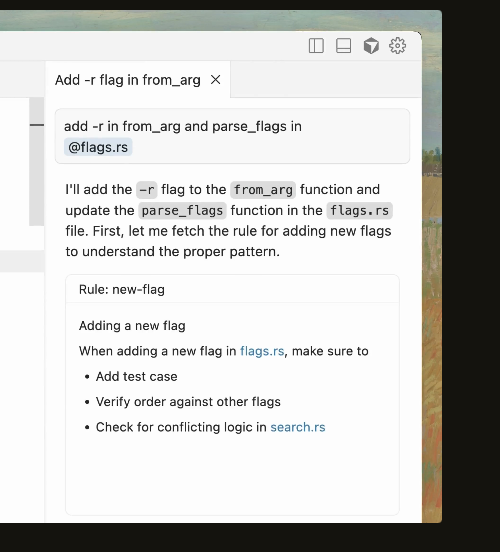 Add -r flag in from_arg
add -r in from_arg and parse_flags in
@flags.rs
I'll add the -r flag to the from_arg function and
update the parse_flags function in the flags.rs
file. First, let me fetch the rule for adding new flags
to understand the proper pattern.
Rule: new-flag
Adding a new flag
When adding a new flag in flags.rs, make sure to
• Add test case
• Verify order against other flags
• Check for conflicting logic in search.rs